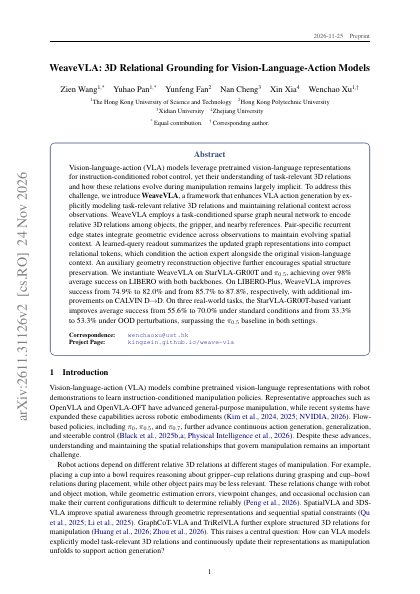 2026-11-25 Preprint
WeaveVLA: 3D Relational Grounding for Vision-Language-Action Models
Zien Wang1,* Yuhao Pan1,* Yunfeng Fan2 Nan Cheng3 Xin Xia4 Wenchao Xu1,†
1The Hong Kong University of Science and Technology 2Hong Kong Polytechnic University
3Xidian University 4Zhejiang University
*Equal contribution. †Corresponding author.
Abstract
Vision-language-action (VLA) models leverage pretrained vision-language representations
for instruction-conditioned robot control, yet their understanding of task-relevant 3D relations
and how these relations evolve during manipulation remains largely implicit. To address this
challenge, we introduce WeaveVLA, a framework that enhances VLA action generation by ex-
plicitly modeling task-relevant relative 3D relations and maintaining relational context across
observations. WeaveVLA employs a task-conditioned sparse graph neural network to encode
relative 3D relations among objects, the gripper, and nearby references. Pair-specific recurrent
edge states integrate geometric evidence across observations to maintain evolving spatial
context. A learned-query readout summarizes the updated graph representations into compact
relational tokens, which condition the action expert alongside the original vision-language
context. An auxiliary geometry reconstruction objective further encourages spatial structure
preservation. We instantiate WeaveVLA on StarVLA-GR00T and π0.5, achieving over 98%
average success on LIBERO with both backbones. On LIBERO-Plus, WeaveVLA improves
success from 74.9% to 82.0% and from 85.7% to 87.8%, respectively, with additional im-
provements on CALVIN D→D. On three real-world tasks, the StarVLA-GR00T-based variant
improves average success from 55.6% to 70.0% under standard conditions and from 33.3%
to 53.3% under OOD perturbations, surpassing the π0.5 baseline in both settings.
Correspondence: wenchaoxu@ust.hk
Project Page: kingzein.github.io/weave-vla
1 Introduction
Vision-language-action (VLA) models combine pretrained vision-language representations with robot
demonstrations to learn instruction-conditioned manipulation policies. Representative approaches such as
OpenVLA and OpenVLA-OFT have advanced general-purpose manipulation, while recent systems have
expanded these capabilities across robotic embodiments (Kim et al., 2024, 2025; NVIDIA, 2026). Flow-
based policies, including π0, π0.5, and π0.7, further advance continuous action generation, generalization,
and steerable control (Black et al., 2025b,a; Physical Intelligence et al., 2026). Despite these advances,
understanding and maintaining the spatial relationships that govern manipulation remains an important
challenge.
Robot actions depend on different relative 3D relations at different stages of manipulation. For example,
placing a cup into a bowl requires reasoning about gripper–cup relations during grasping and cup–bowl
relations during placement, while other object pairs may be less relevant. These relations change with robot
and object motion, while geometric estimation errors, viewpoint changes, and occasional occlusion can
make their current configurations difficult to determine reliably (Peng et al., 2026). SpatialVLA and 3DS-
VLA improve spatial awareness through geometric representations and sequential spatial constraints (Qu
et al., 2025; Li et al., 2025). GraphCoT-VLA and TriRelVLA further explore structured 3D relations for
manipulation (Huang et al., 2026; Zhou et al., 2026). This raises a central question: How can VLA models
explicitly model task-relevant 3D relations and continuously update their representations as manipulation
unfolds to support action generation?
1
arXiv:2611.31126v2 [cs.RO] 24 Nov 2026